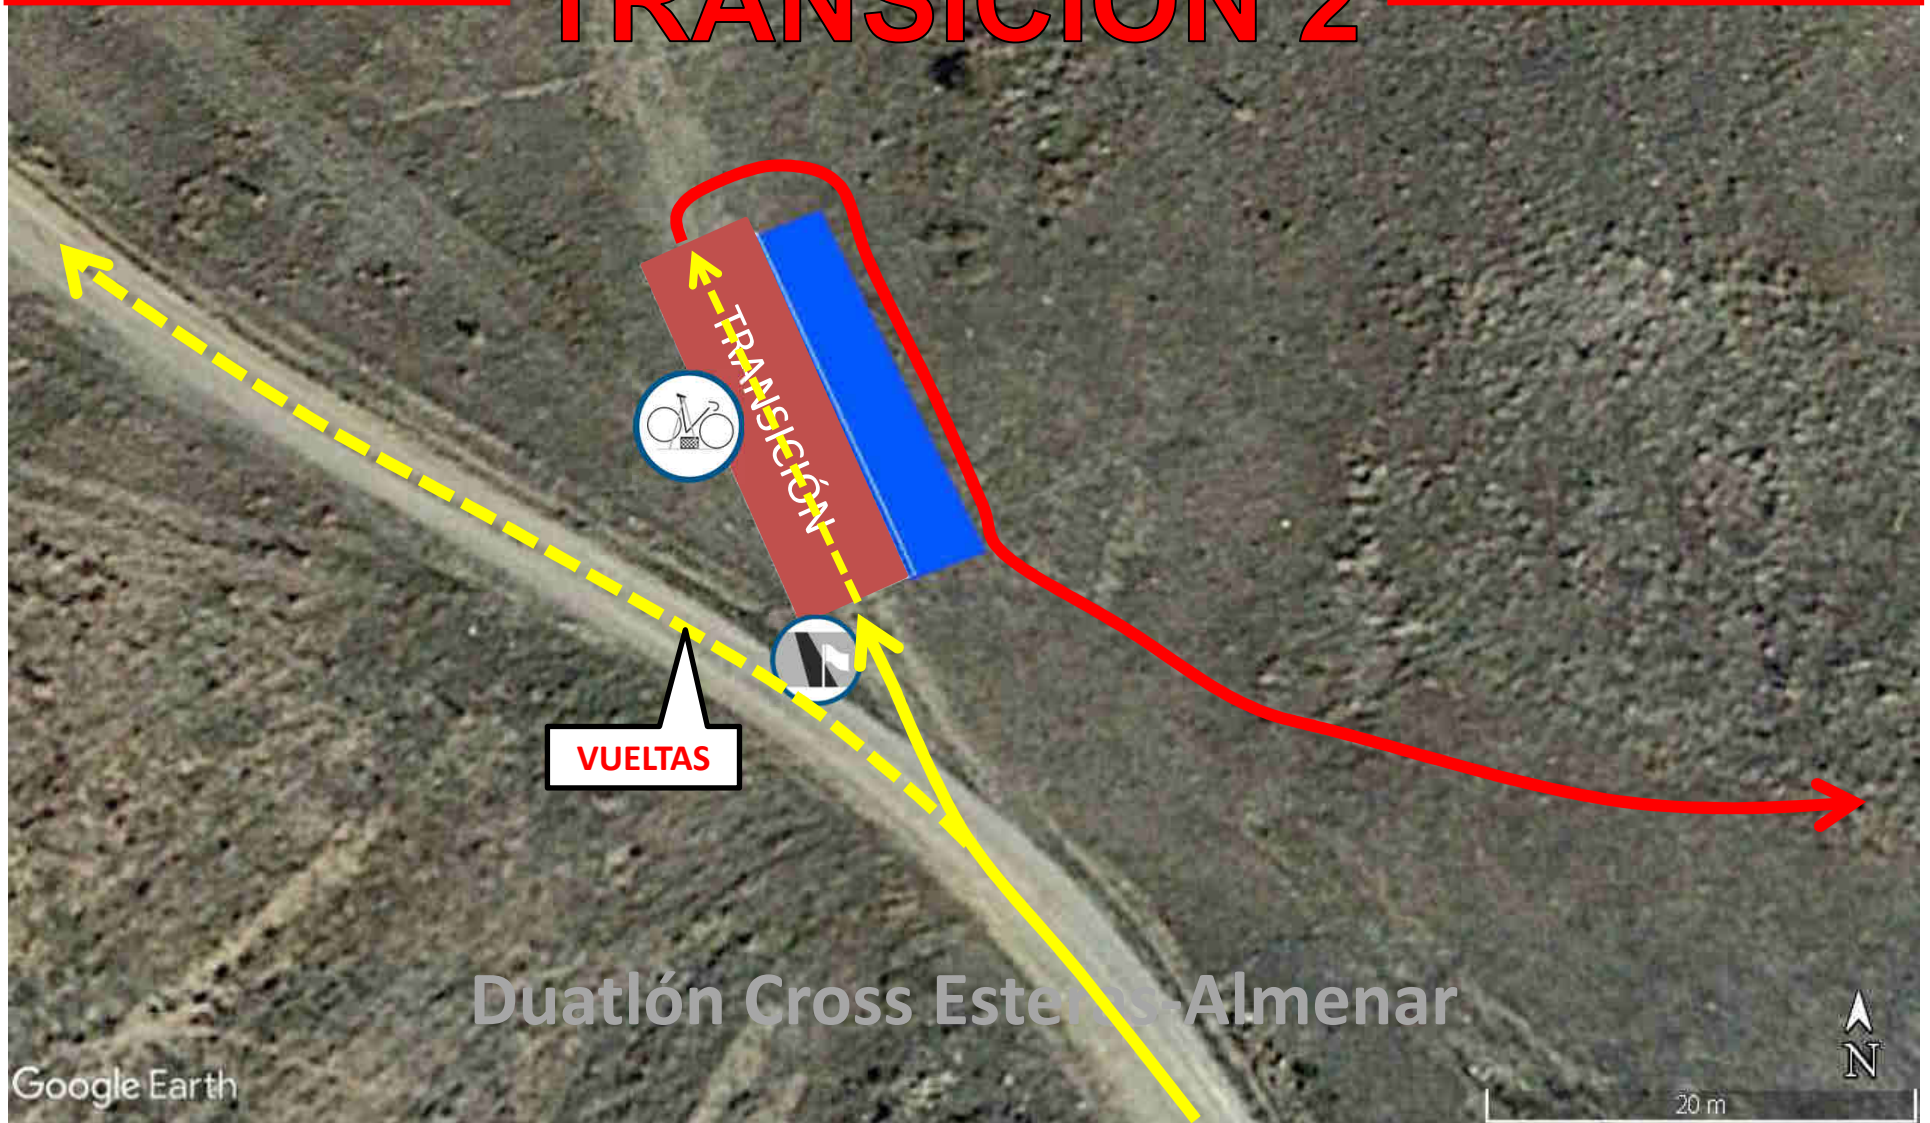 TRANSICIÓN 2
TRANSICIÓN
VUELTAS
Duatlón Cross Esteras-Almenar
N
Google Earth
20 m